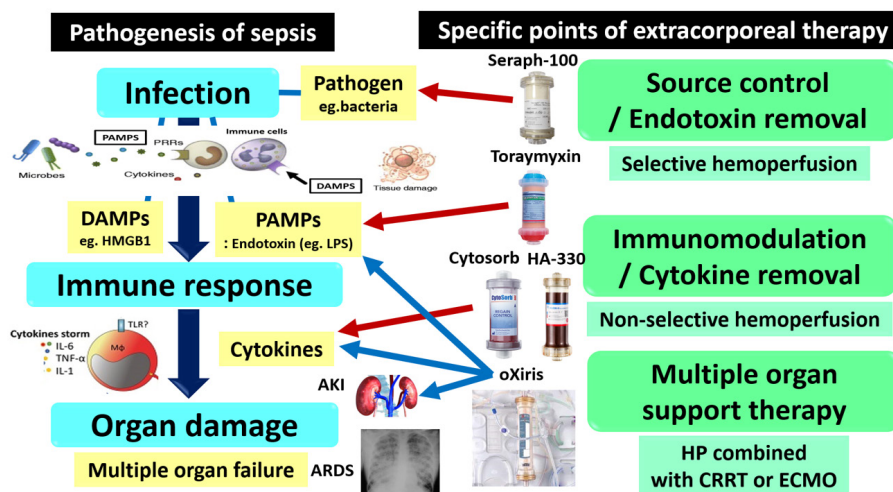 Pathogenesis of sepsis
Specific points of extracorporeal therapy
Infection
Pathogen
eg.bacteria
PAMPS
PRRs
Immune cells
Microbes
Cytokines
DAMPS
Tissue damage
DAMPs
eg. HMGB1
PAMPs
: Endotoxin (eg. LPS)
Immune response
Cytokines storm
IL-6
TNF-α
IL-1
TLR?
Mϕ
Cytokines
Organ damage
Multiple organ failure
AKI
ARDS
Seraph-100
Toraymyxin
Cytosorb
HA-330
CytoSorb
REGAIN
CONTROL
oXiris
Source control
/ Endotoxin removal
Selective hemoperfusion
Immunomodulation
/ Cytokine removal
Non-selective hemoperfusion
Multiple organ
support therapy
HP combined
with CRRT or ECMO